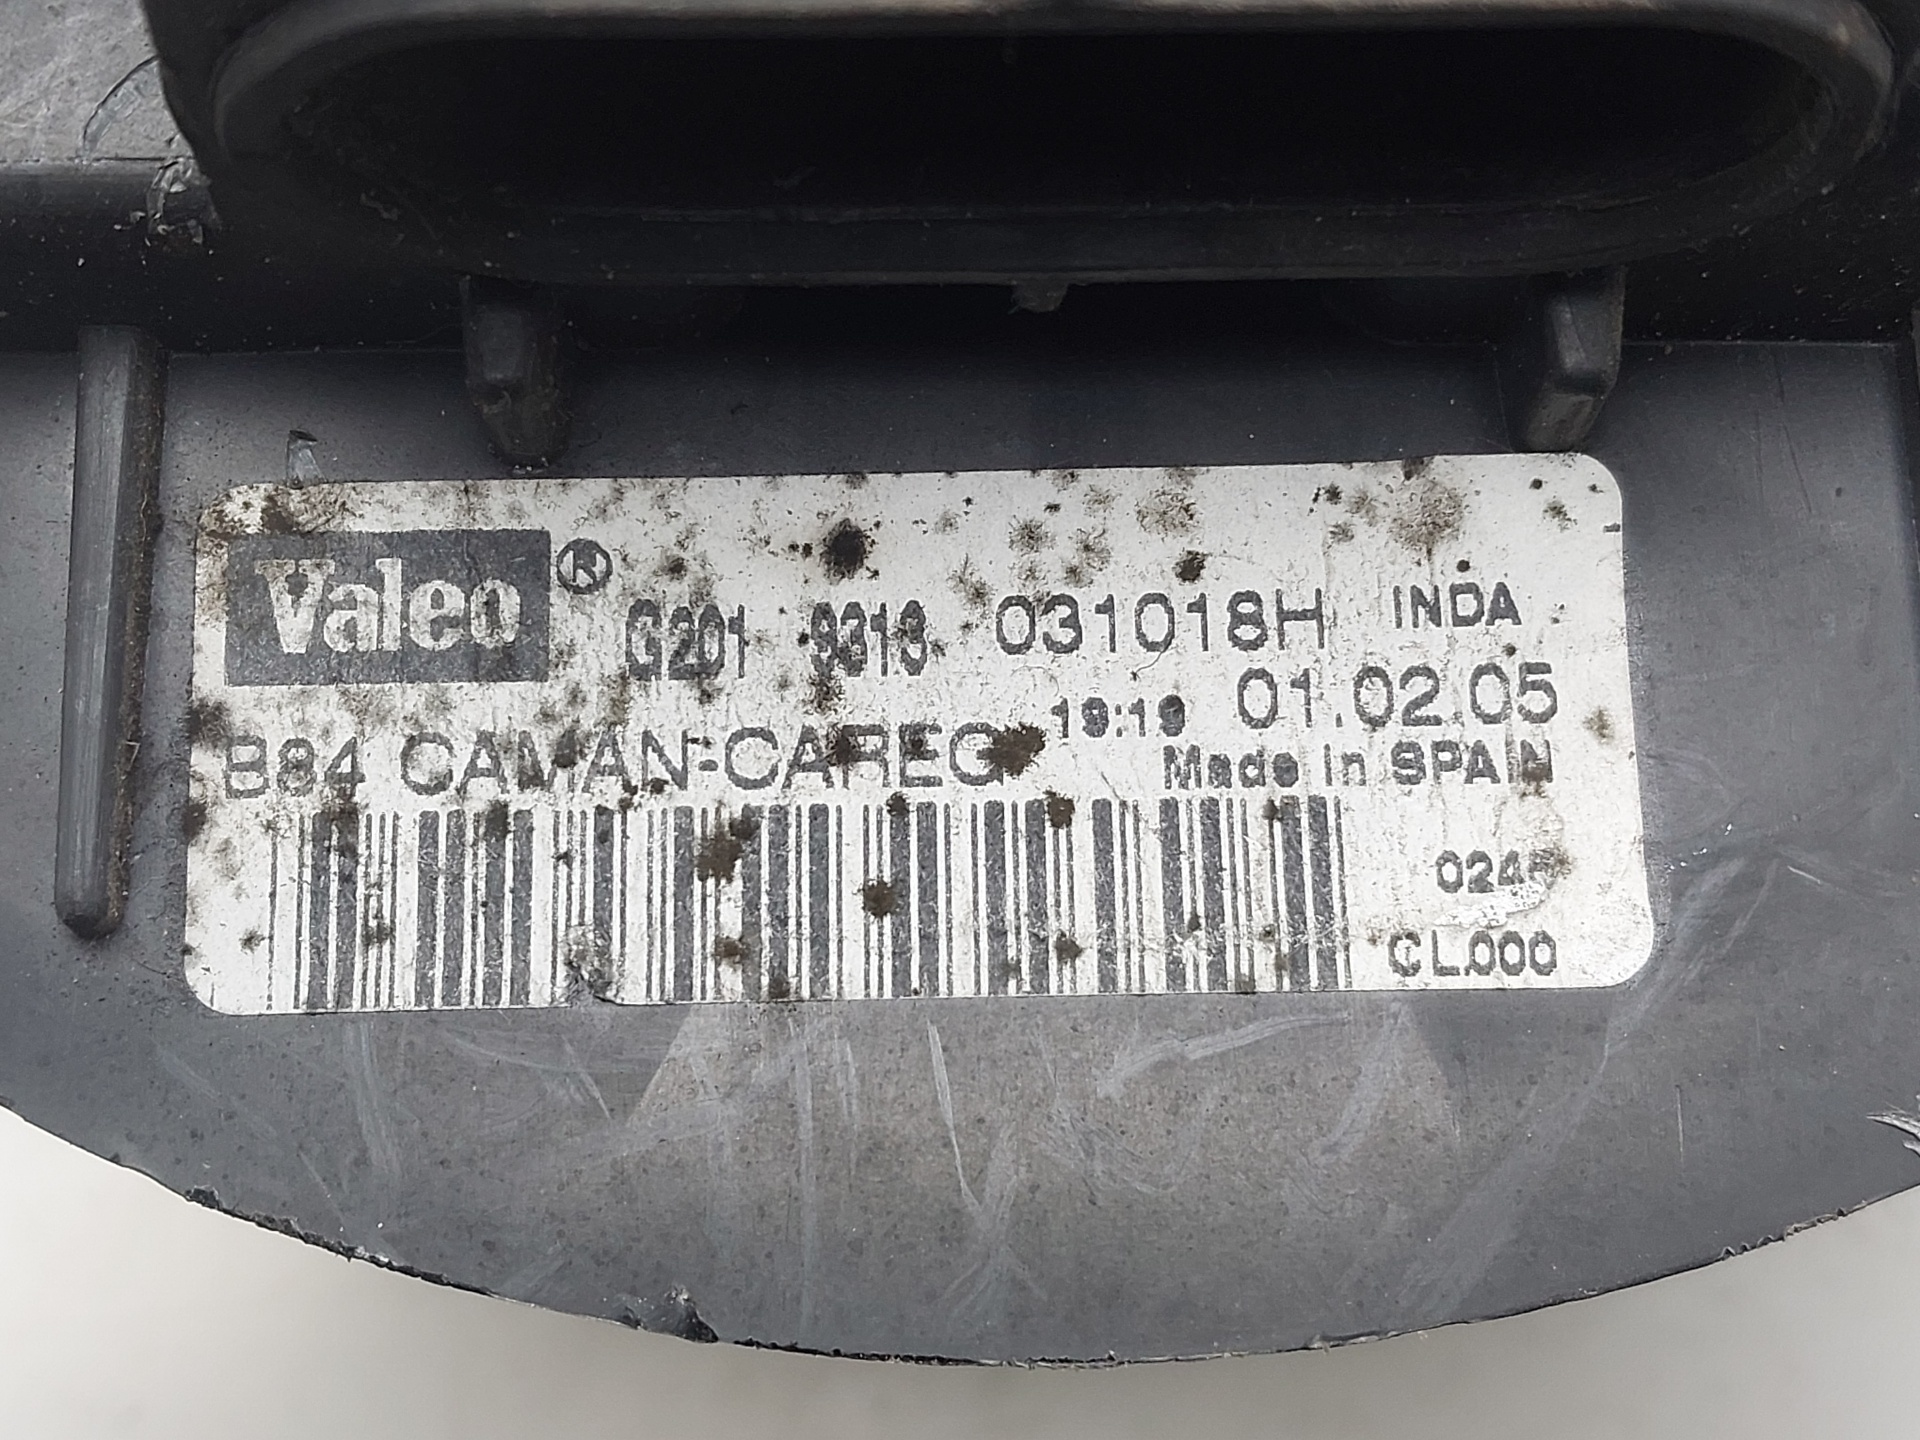 Valeo ® G201 9313 031018H INDA
19:19 01.02.05
B84 CAMAN-CAREG Made in SPAIN
CL000